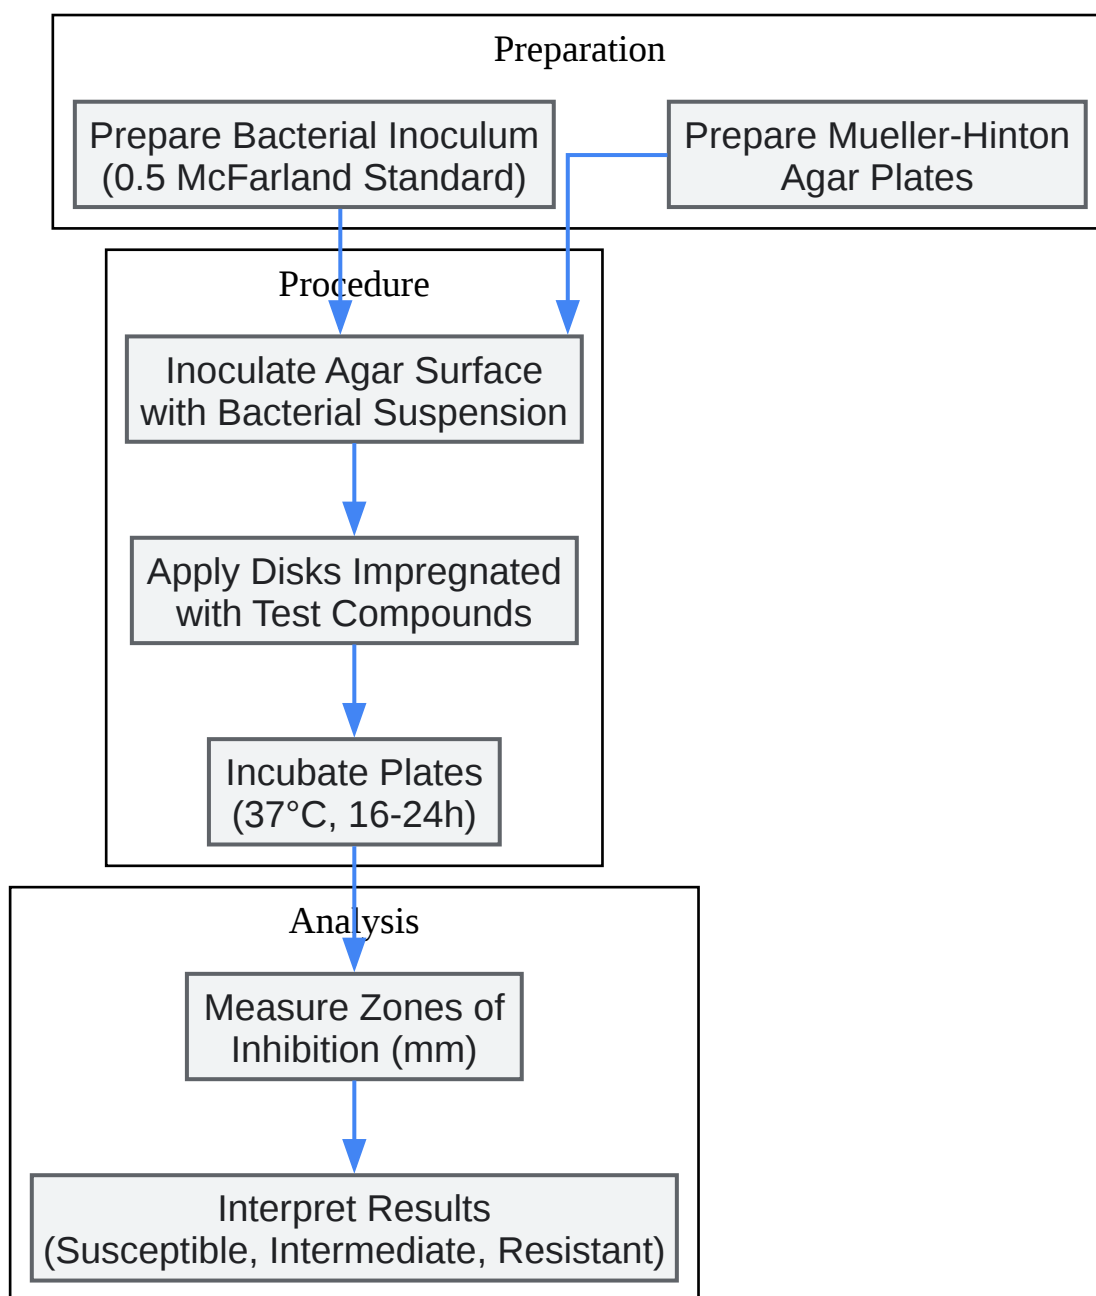 Preparation
Prepare Bacterial Inoculum
(0.5 McFarland Standard)
Prepare Mueller-Hinton
Agar Plates
Procedure
Inoculate Agar Surface
with Bacterial Suspension
Apply Disks Impregnated
with Test Compounds
Incubate Plates
(37°C, 16-24h)
Analysis
Measure Zones of
Inhibition (mm)
Interpret Results
(Susceptible, Intermediate, Resistant)